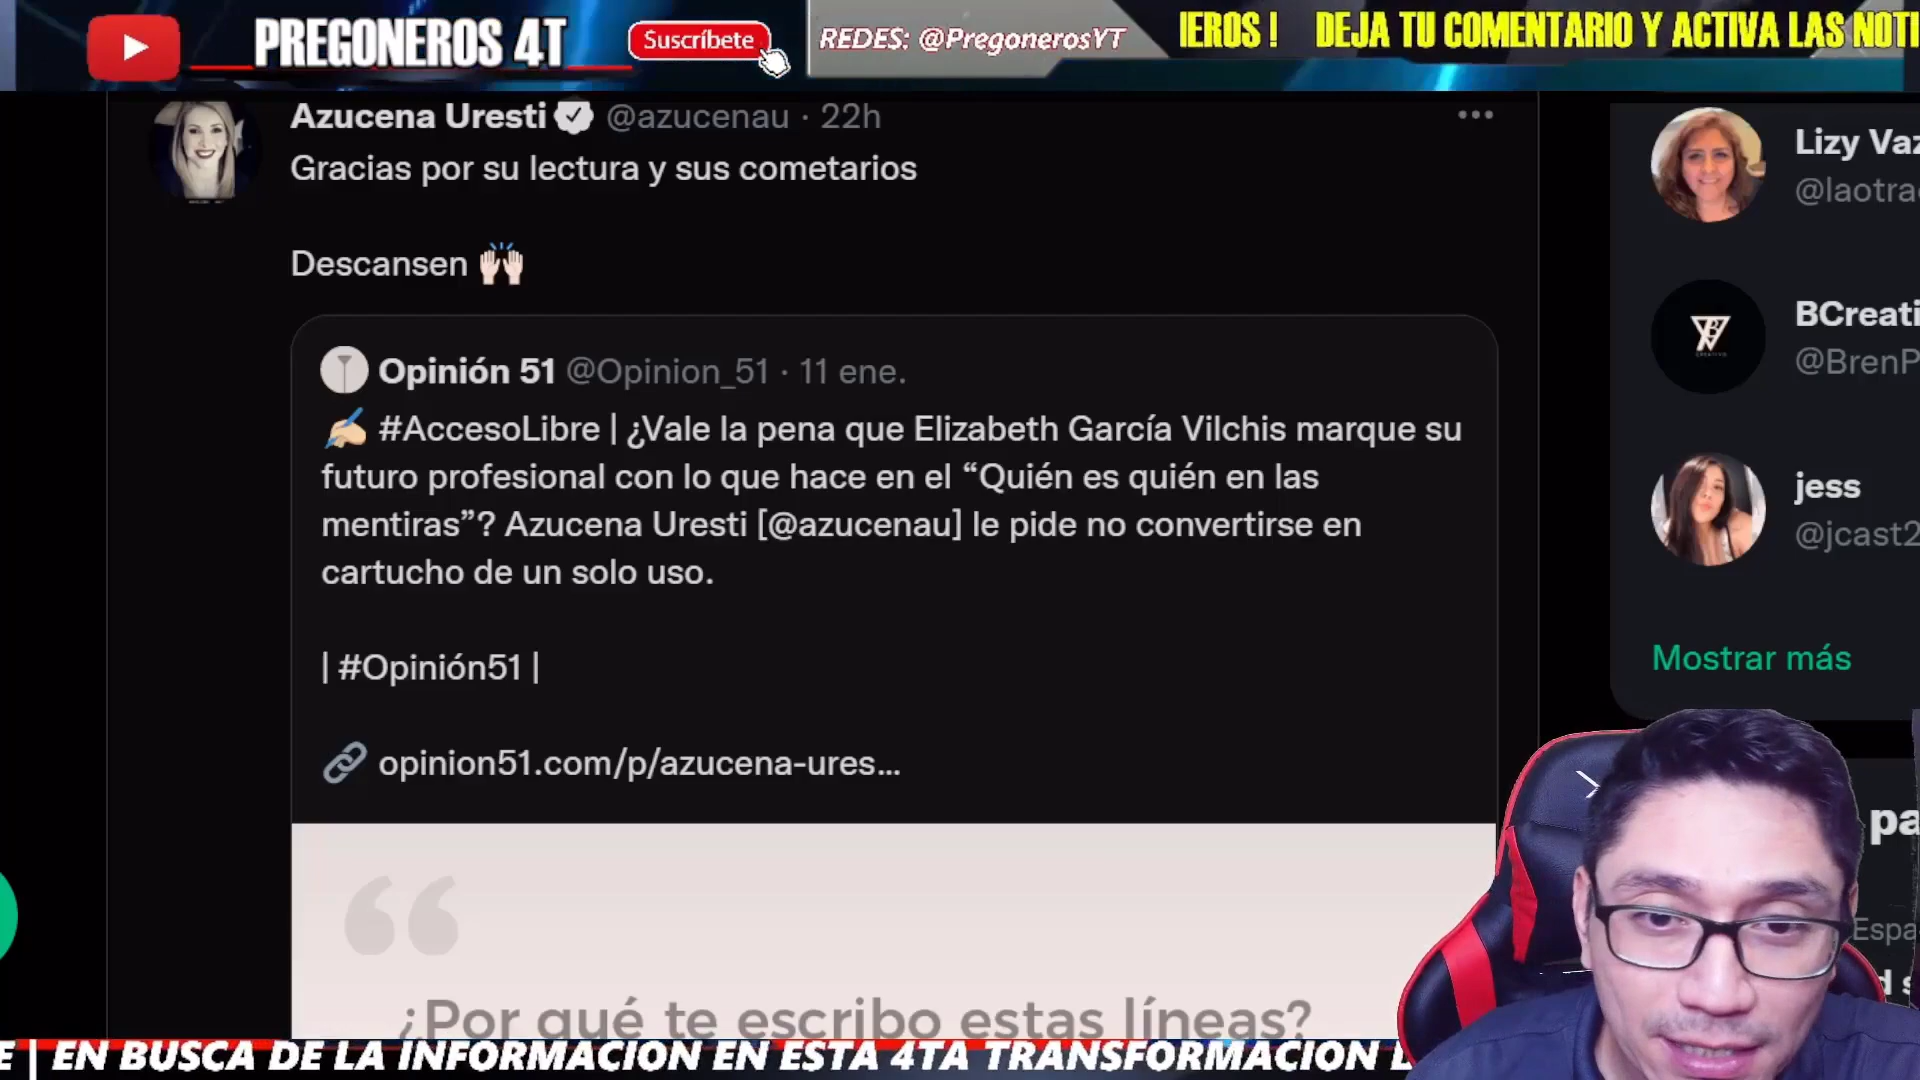 PREGONEROS 4T
Suscríbete
REDES: @PregonerosYT
IEROS ! DEJA TU COMENTARIO Y ACTIVA LAS NOTI
Azucena Uresti @azucenau · 22h
Gracias por su lectura y sus cometarios
Descansen
Opinión 51 @Opinion_51 · 11 ene.
#AccesoLibre | ¿Vale la pena que Elizabeth García Vilchis marque su
futuro profesional con lo que hace en el “Quién es quién en las
mentiras”? Azucena Uresti [@azucenau] le pide no convertirse en
cartucho de un solo uso.
| #Opinión51 |
opinion51.com/p/azucena-ures...
“
¿Por qué te escribo estas líneas?
Lizy Vaz
@laotra
BCreati
@BrenP
jess
@jcast2
Mostrar más
pa
Espa
d s
E | EN BUSCA DE LA INFORMACION EN ESTA 4TA TRANSFORMACION D